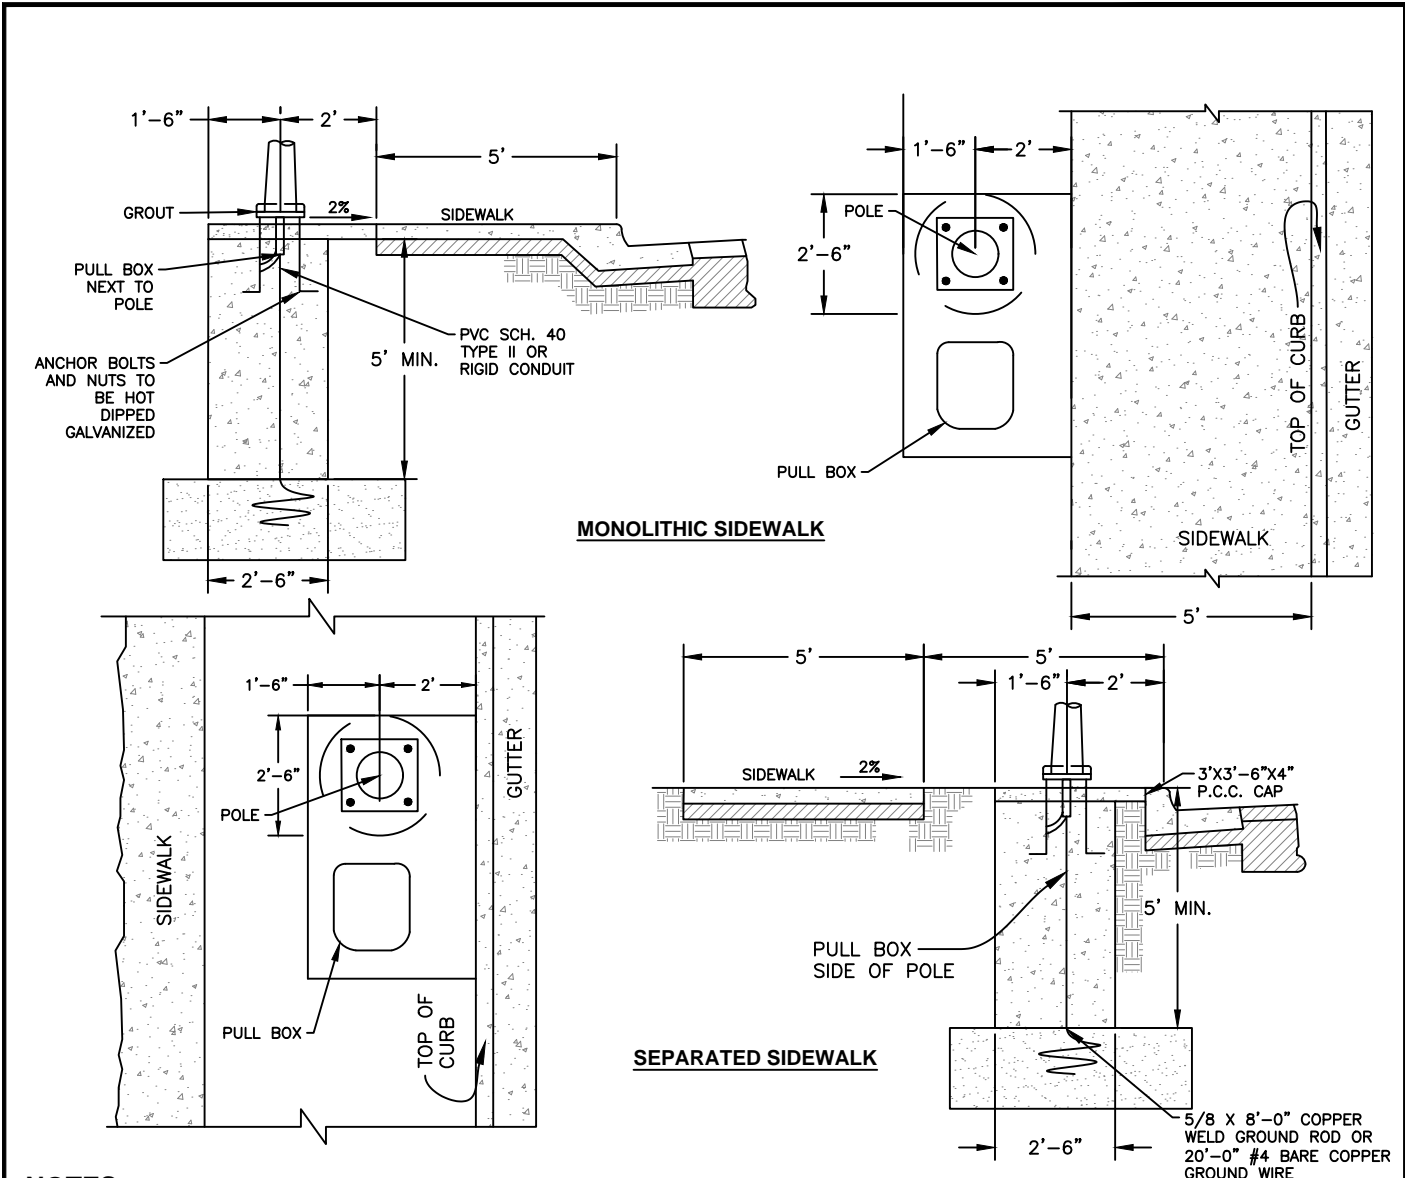 1'-6"
2'
5'
GROUT
2%
SIDEWALK
PULL BOX
NEXT TO
POLE
ANCHOR BOLTS
AND NUTS TO
BE HOT
DIPPED
GALVANIZED
5' MIN.
PVC SCH. 40
TYPE II OR
RIGID CONDUIT
2'-6"
1'-6"
2'
2'-6"
POLE
PULL BOX
TOP OF CURB
GUTTER
SIDEWALK
5'
MONOLITHIC SIDEWALK
1'-6"
2'
2'-6"
POLE
SIDEWALK
GUTTER
PULL BOX
TOP OF
CURB
5'
5'
1'-6"
2'
SIDEWALK
2%
3'X3'-6"X4"
P.C.C. CAP
5' MIN.
PULL BOX
SIDE OF POLE
SEPARATED SIDEWALK
2'-6"
5/8 X 8'-0" COPPER
WELD GROUND ROD OR
20'-0" #4 BARE COPPER
GROUND WIRE